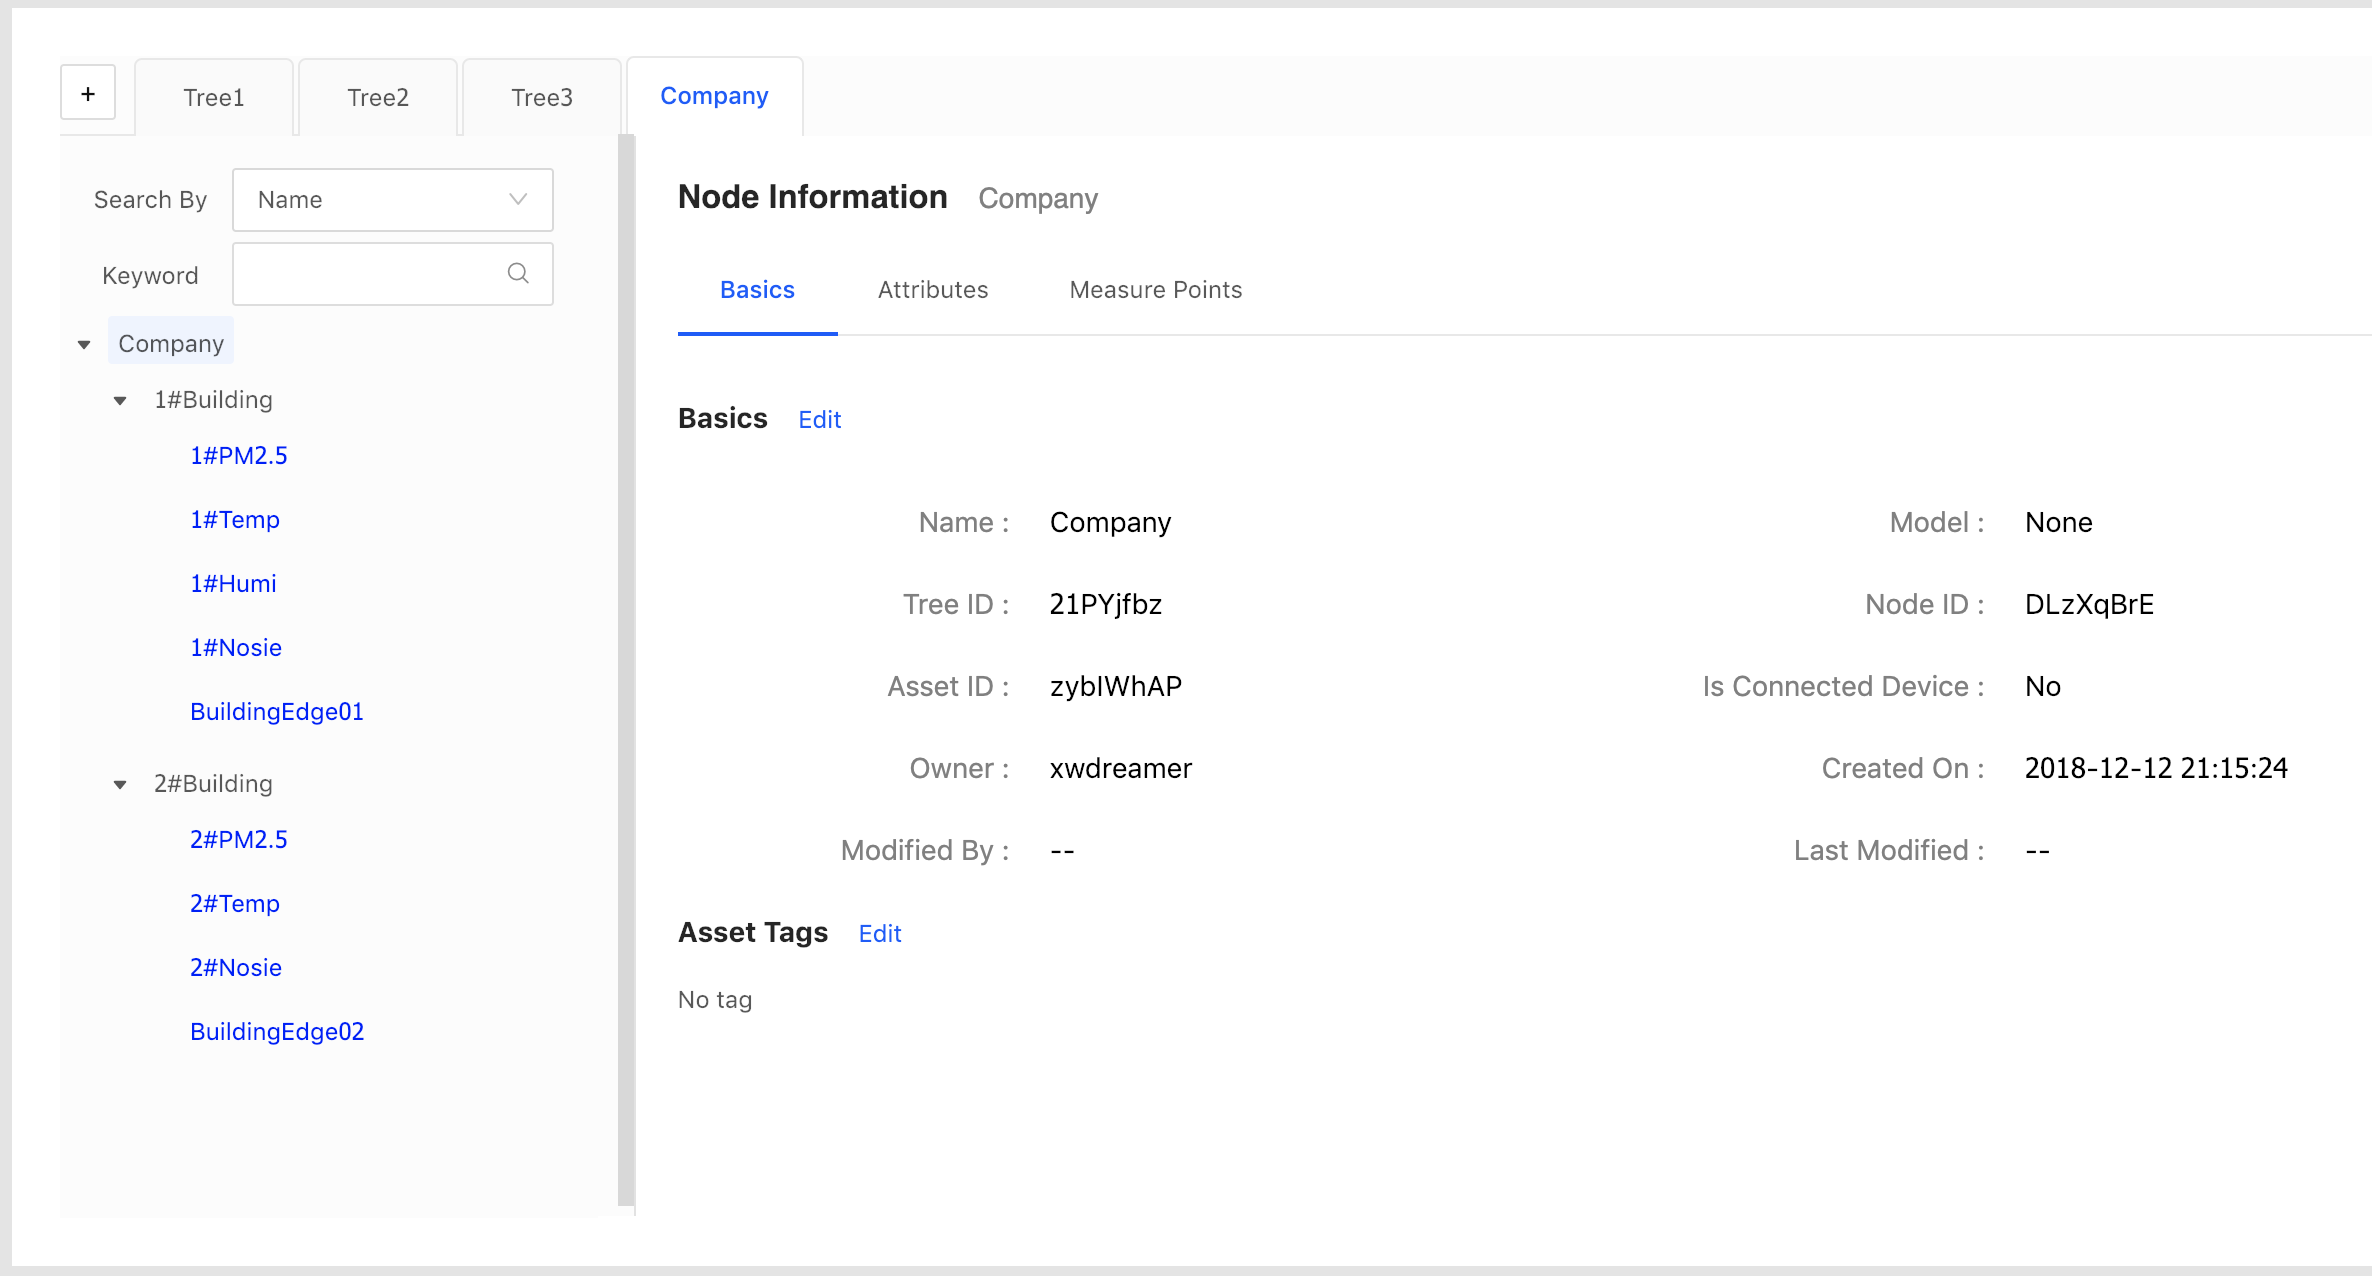 + Tree1 Tree2 Tree3 Company
Search By Name
Keyword
Company
1#Building
1#PM2.5
1#Temp
1#Humi
1#Nosie
BuildingEdge01
2#Building
2#PM2.5
2#Temp
2#Nosie
BuildingEdge02
Node Information Company
Basics Attributes Measure Points
Basics Edit
Name : Company Model : None
Tree ID : 21PYjfbz Node ID : DLzXqBrE
Asset ID : zybIWhAP Is Connected Device : No
Owner : xwdreamer Created On : 2018-12-12 21:15:24
Modified By : -- Last Modified : --
Asset Tags Edit
No tag